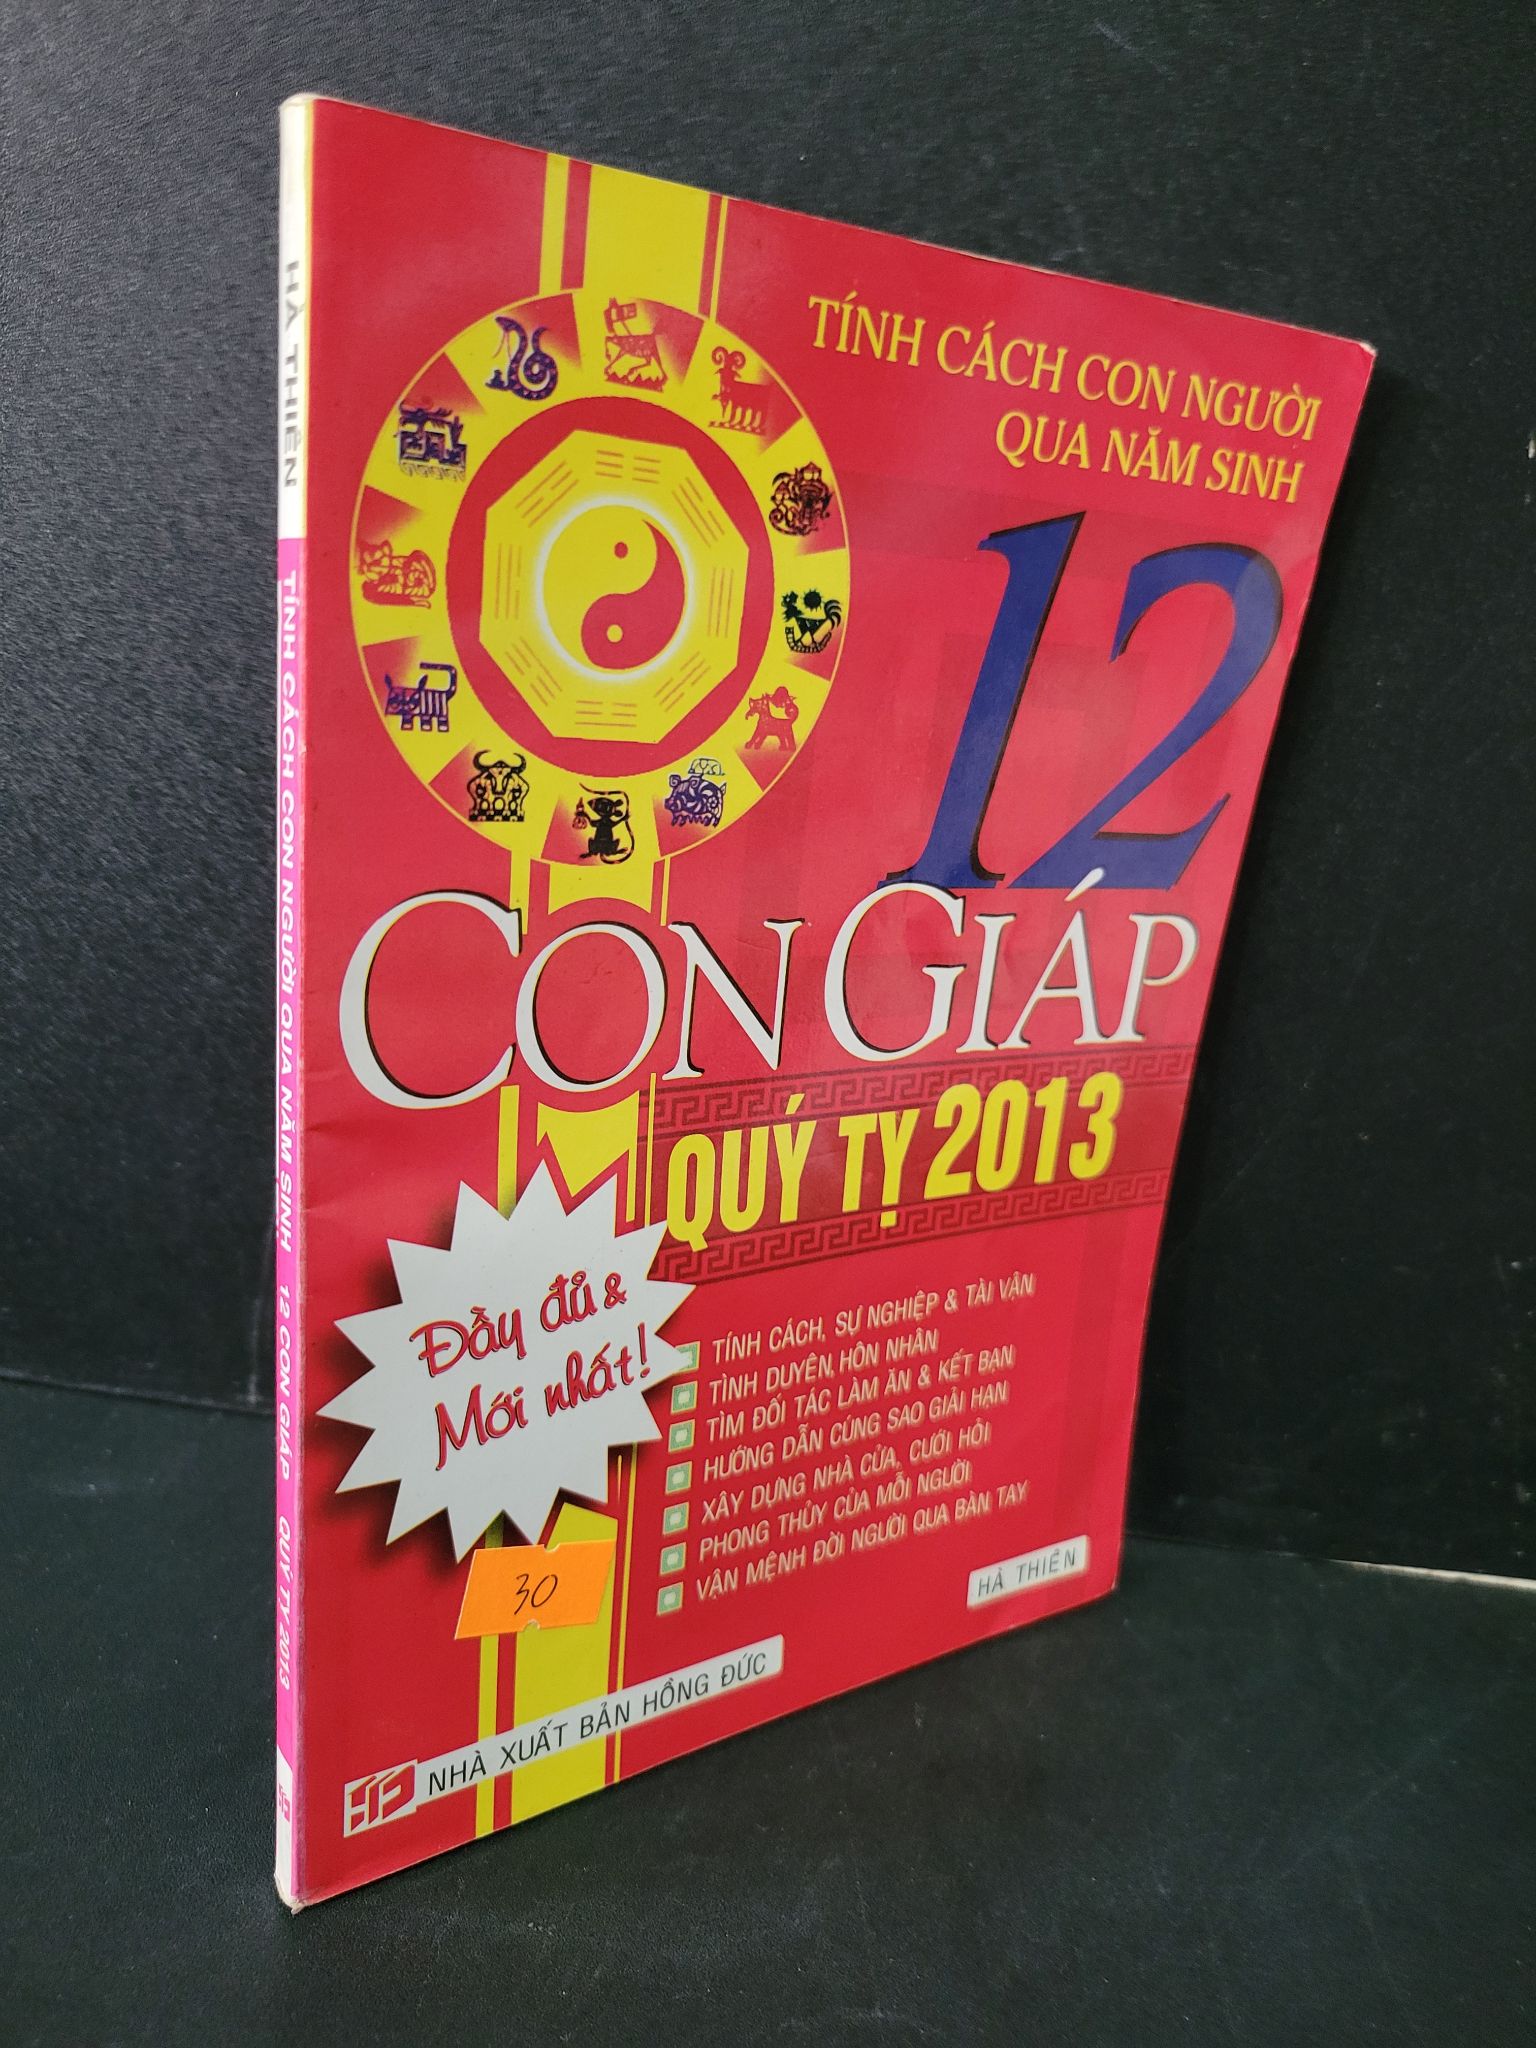 TÍNH CÁCH CON NGƯỜI
QUA NĂM SINH
12
CON GIÁP
QUÝ TỴ 2013
Đầy đủ &
Mới nhất!
TÍNH CÁCH, SỰ NGHIỆP & TÀI VẬN
TÌNH DUYÊN, HÔN NHÂN
TÌM ĐỐI TÁC LÀM ĂN & KẾT BẠN
HƯỚNG DẪN CÚNG SAO GIẢI HẠN
XÂY DỰNG NHÀ CỬA, CƯỚI HỎI
PHONG THỦY CỦA MỖI NGƯỜI
VẬN MỆNH ĐỜI NGƯỜI QUA BÀN TAY
30
HÀ THIÊN
NHÀ XUẤT BẢN HỒNG ĐỨC
HÀ THIÊN TÍNH CÁCH CON NGƯỜI QUA NĂM SINH 12 CON GIÁP QUÝ TỴ 2013